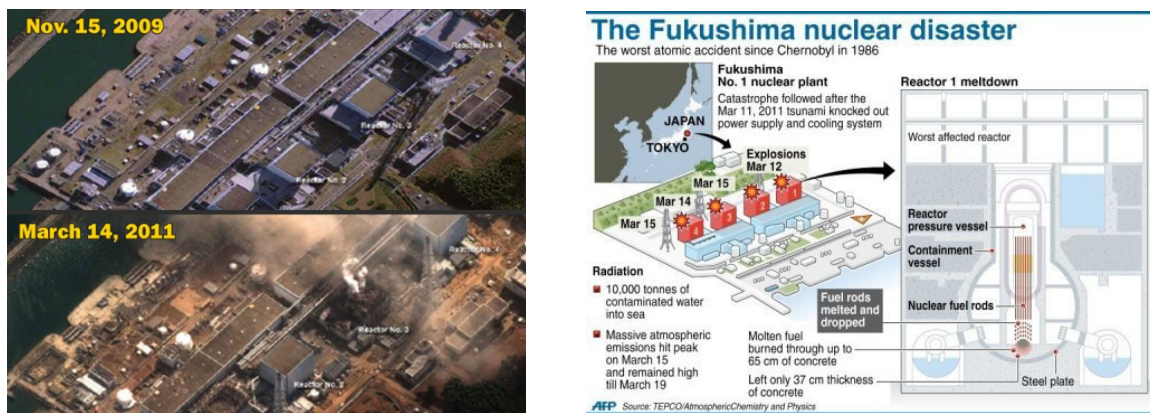 Nov. 15, 2009
Reactor No. 4
Reactor No. 3
Reactor No. 2
March 14, 2011
Reactor No. 4
Reactor No. 3
Reactor No. 2
The Fukushima nuclear disaster
The worst atomic accident since Chernobyl in 1986
Fukushima
No. 1 nuclear plant
Catastrophe followed after the
Mar 11, 2011 tsunami knocked out
power supply and cooling system
JAPAN
TOKYO
Explosions
Mar 12
Mar 15
Mar 14
Mar 15
1
2
3
4
Radiation
10,000 tonnes of
contaminated water
into sea
Massive atmospheric
emissions hit peak
on March 15
and remained high
till March 19
Reactor 1 meltdown
Worst affected reactor
Reactor
pressure vessel
Containment
vessel
Nuclear fuel rods
Fuel rods
melted and
dropped
Molten fuel
burned through up to
65 cm of concrete
Left only 37 cm thickness
of concrete
Steel plate
AFP Source: TEPCO/AtmosphericChemistry and Physics